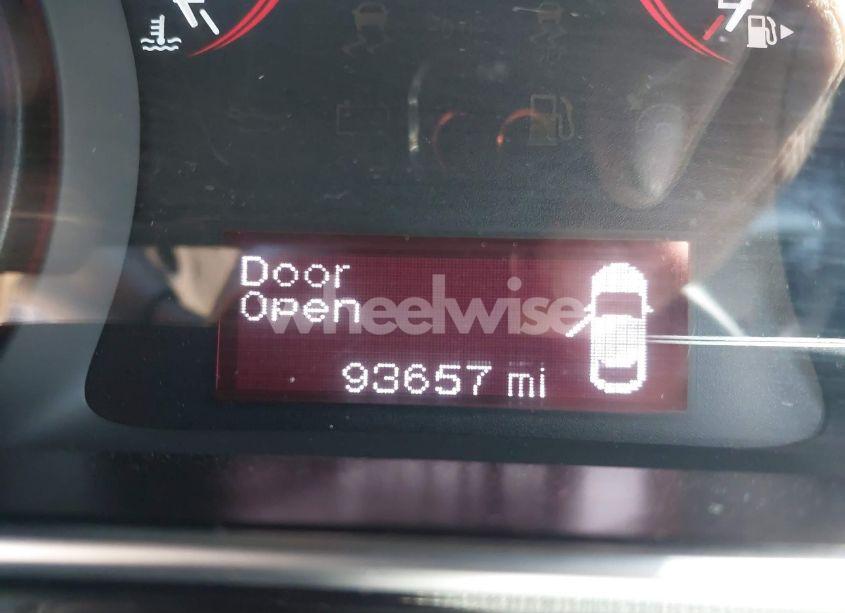 Door
Open
wheelwise
93657 mi